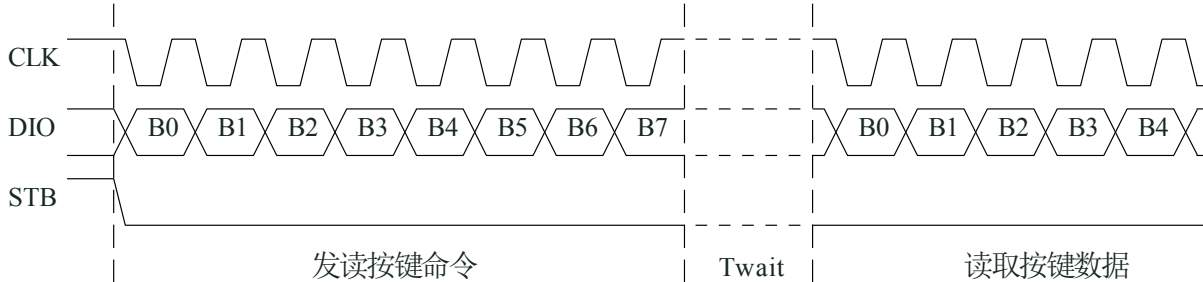 CLK
DIO B0 B1 B2 B3 B4 B5 B6 B7 B0 B1 B2 B3 B4
STB
发读按键命令 Twait 读取按键数据